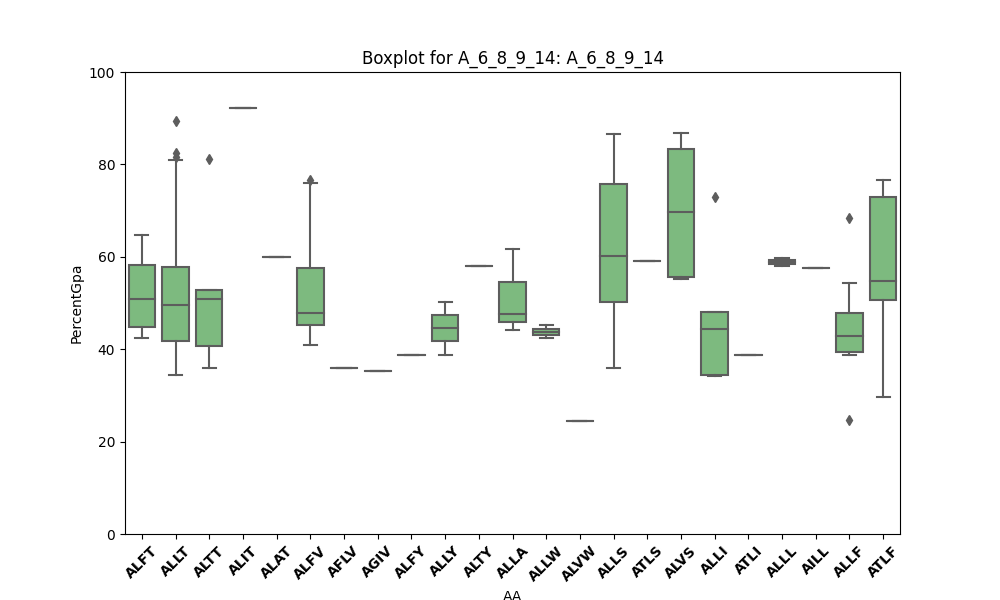 Boxplot for A_6_8_9_14: A_6_8_9_14
PercentGpa
100
80
60
40
20
0
ALFT ALLT ALTT ALIT ALAT ALFV AFLV AGIV ALFY ALLY ALTY ALLA ALLW ALVW ALLS ATLS ALVS ALLI ATLI ALLL AILL ALLF ATLF
AA